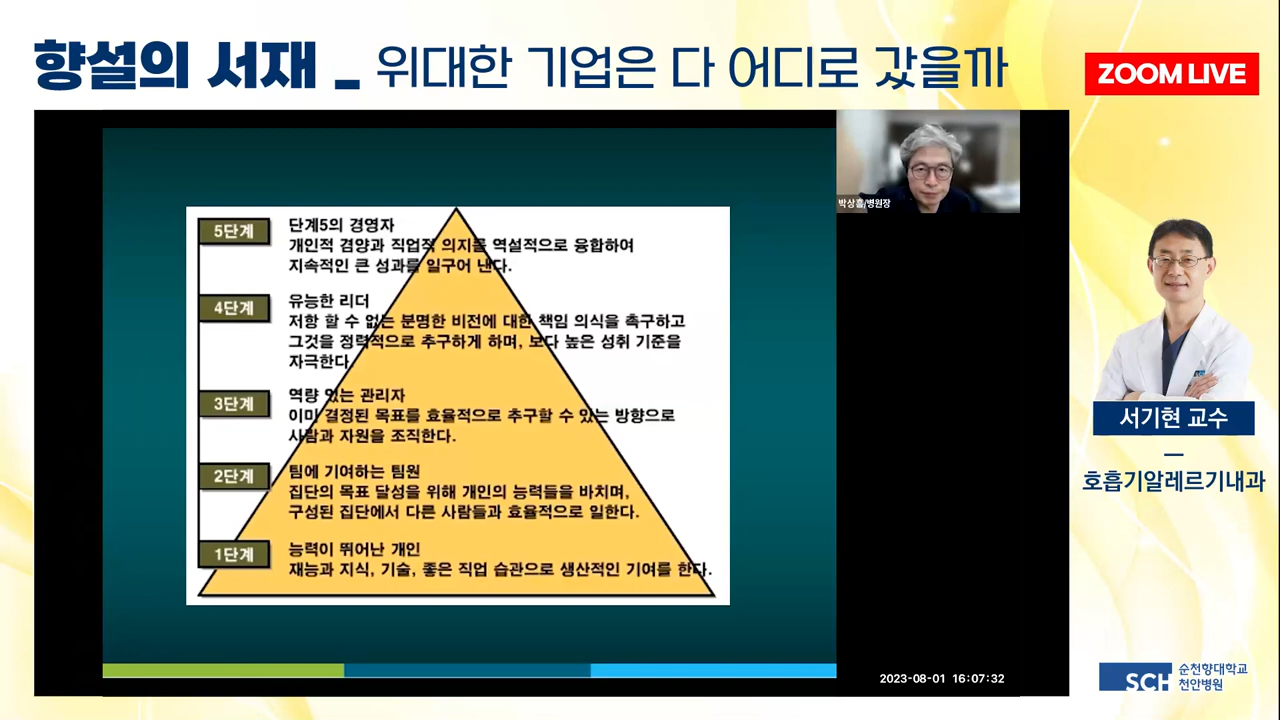 향설의 서재 _ 위대한 기업은 다 어디로 갔을까
ZOOM LIVE
박상흠/병원장
5단계
단계5의 경영자
개인적 겸양과 직업적 의지를 역설적으로 융합하여
지속적인 큰 성과를 일구어 낸다.
4단계
유능한 리더
저항 할 수 없는 분명한 비전에 대한 책임 의식을 촉구하고
그것을 정력적으로 추구하게 하며, 보다 높은 성취 기준을
자극한다.
3단계
역량 있는 관리자
이미 결정된 목표를 효율적으로 추구할 수 있는 방향으로
사람과 자원을 조직한다.
2단계
팀에 기여하는 팀원
집단의 목표 달성을 위해 개인의 능력들을 바치며,
구성된 집단에서 다른 사람들과 효율적으로 일한다.
1단계
능력이 뛰어난 개인
재능과 지식, 기술, 좋은 직업 습관으로 생산적인 기여를 한다.
2023-08-01 16:07:32
서기현 교수
호흡기알레르기내과
SCH
순천향대학교
천안병원